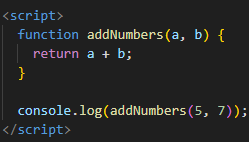 <script>
  function addNumbers(a, b) {
    return a + b;
  }

  console.log(addNumbers(5, 7));
</script>